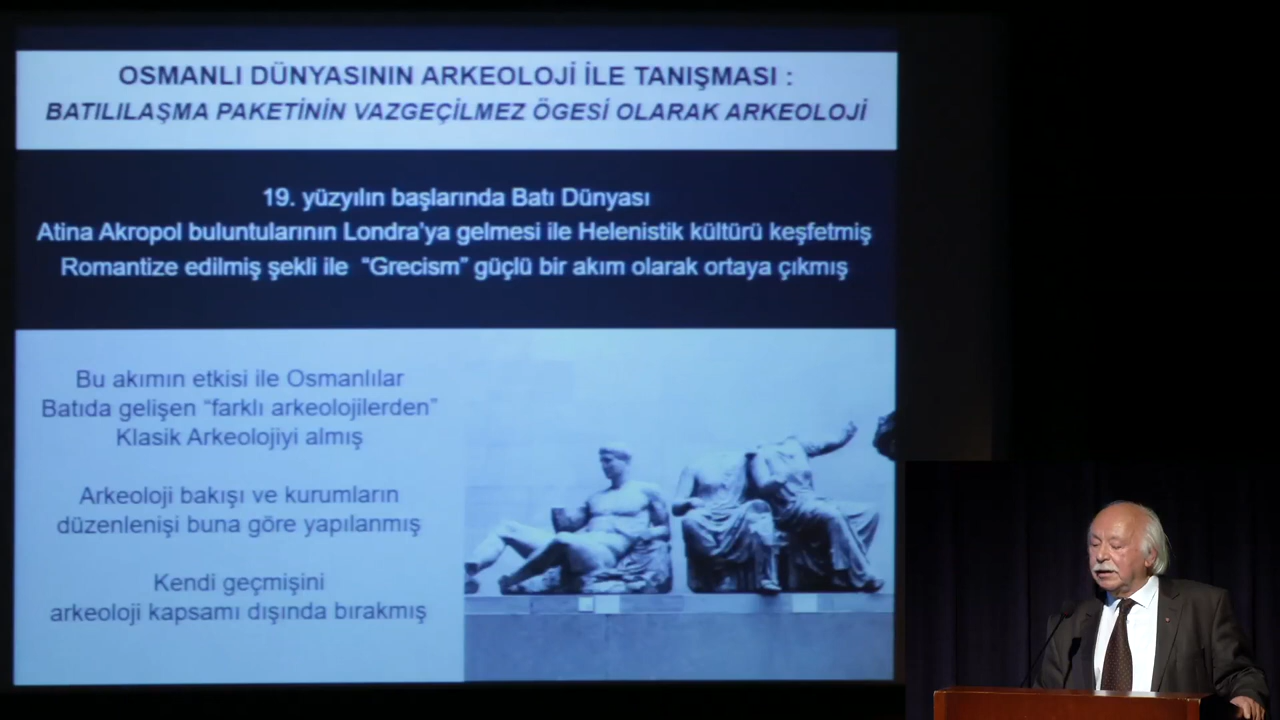 OSMANLI DÜNYASININ ARKEOLOJİ İLE TANIŞMASI :
BATILILAŞMA PAKETİNİN VAZGEÇİLMEZ ÖGESİ OLARAK ARKEOLOJİ
19. yüzyılın başlarında Batı Dünyası
Atina Akropol buluntularının Londra'ya gelmesi ile Helenistik kültürü keşfetmiş
Romantize edilmiş şekli ile “Grecism” güçlü bir akım olarak ortaya çıkmış
Bu akımın etkisi ile Osmanlılar
Batıda gelişen “farklı arkeolojilerden”
Klasik Arkeolojiyi almış
Arkeoloji bakışı ve kurumların
düzenlenişi buna göre yapılanmış
Kendi geçmişini
arkeoloji kapsamı dışında bırakmış